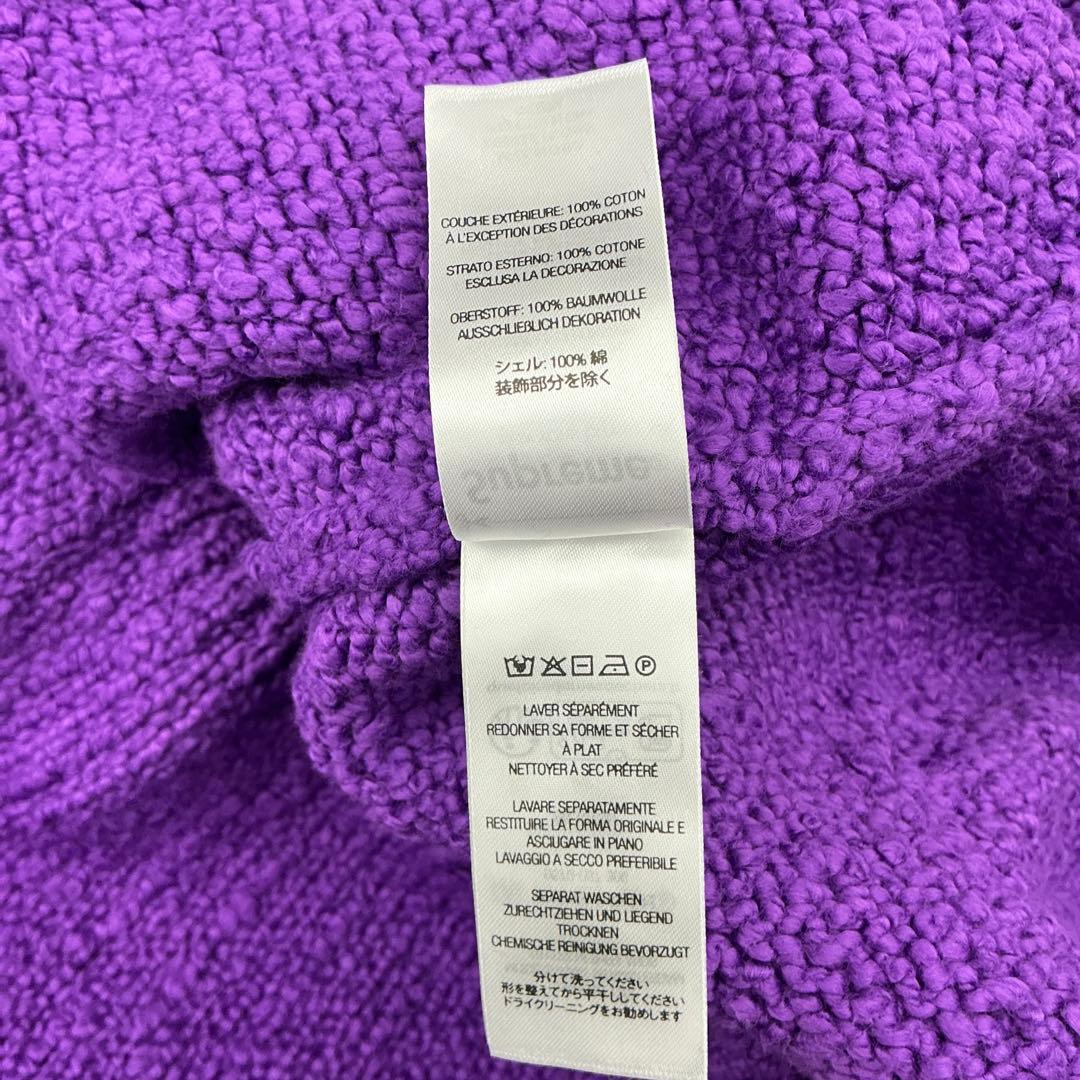 COUCHE EXTÉRIEURE: 100% COTON
À L'EXCEPTION DES DÉCORATIONS
STRATO ESTERNO: 100% COTONE
ESCLUSA LA DECORAZIONE
OBERSTOFF: 100% BAUMWOLLE
AUSSCHLIEßLICH DEKORATION
シェル: 100% 綿
装飾部分を除く
Supreme
P
LAVER SÉPARÉMENT
REDONNER SA FORME ET SÉCHER
À PLAT
NETTOYER À SEC PRÉFÉRÉ
LAVARE SEPARATAMENTE
RESTITUIRE LA FORMA ORIGINALE E
ASCIUGARE IN PIANO
LAVAGGIO A SECCO PREFERIBILE
SEPARAT WASCHEN
ZURECHTZIEHEN UND LIEGEND
TROCKNEN
CHEMISCHE REINIGUNG BEVORZUGT
分けて洗ってください
形を整えてから平干ししてください
ドライクリーニングをお勧めします